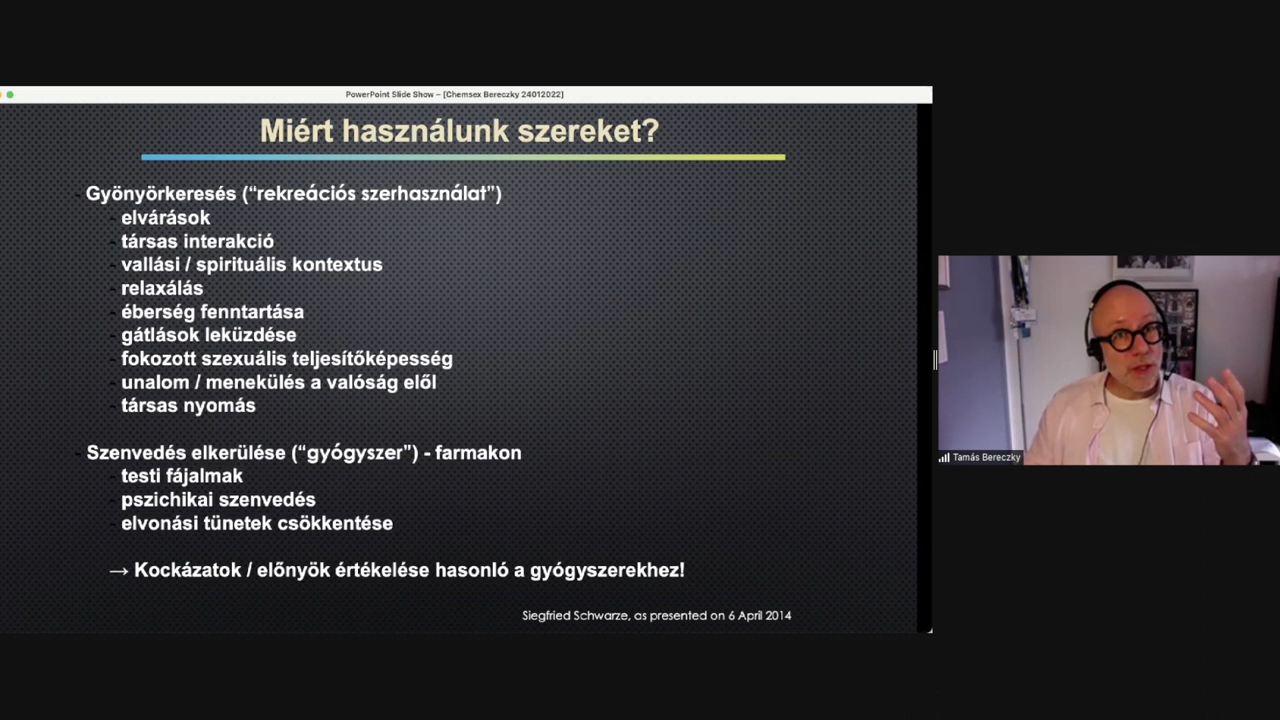 PowerPoint Slide Show – [Chemsex Bereczky 24012022]
Miért használunk szereket?
- Gyönyörkeresés (“rekreációs szerhasználat”)
- elvárások
- társas interakció
- vallási / spirituális kontextus
- relaxálás
- éberség fenntartása
- gátlások leküzdése
- fokozott szexuális teljesítőképesség
- unalom / menekülés a valóság elől
- társas nyomás
- Szenvedés elkerülése (“gyógyszer”) - farmakon
- testi fájalmak
- pszichikai szenvedés
- elvonási tünetek csökkentése
→ Kockázatok / előnyök értékelése hasonló a gyógyszerekhez!
Siegfried Schwarze, as presented on 6 April 2014
Tamás Bereczky